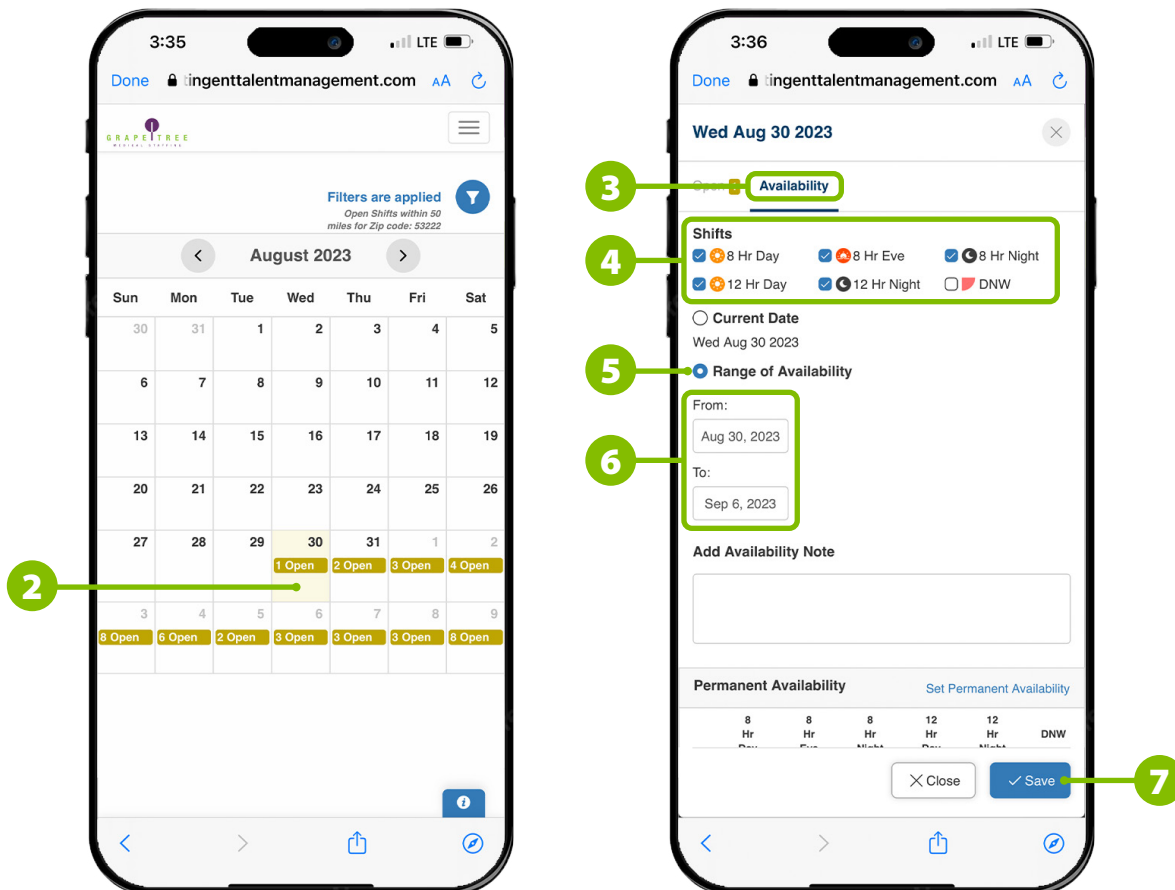 3:35
LTE
Done
tingenttalentmanagement.com
AA
GRAPE TREE
MEDICAL STAFFING
Filters are applied
Open Shifts within 50
miles for Zip code: 53222
August 2023
Sun Mon Tue Wed Thu Fri Sat
30 31 1 2 3 4 5
6 7 8 9 10 11 12
13 14 15 16 17 18 19
20 21 22 23 24 25 26
27 28 29 30 31 1 2
1 Open 2 Open 3 Open 4 Open
2
3 4 5 6 7 8 9
8 Open 6 Open 2 Open 3 Open 3 Open 3 Open 8 Open
i
3:36
LTE
Done
tingenttalentmanagement.com
AA
Wed Aug 30 2023
3
Open
Availability
4
Shifts
8 Hr Day 8 Hr Eve 8 Hr Night
12 Hr Day 12 Hr Night DNW
Current Date
Wed Aug 30 2023
5
Range of Availability
6
From:
Aug 30, 2023
To:
Sep 6, 2023
Add Availability Note
Permanent Availability
Set Permanent Availability
8 8 8 12 12
Hr Hr Hr Hr Hr DNW
Day Eve Night Day Night
Close
Save
7